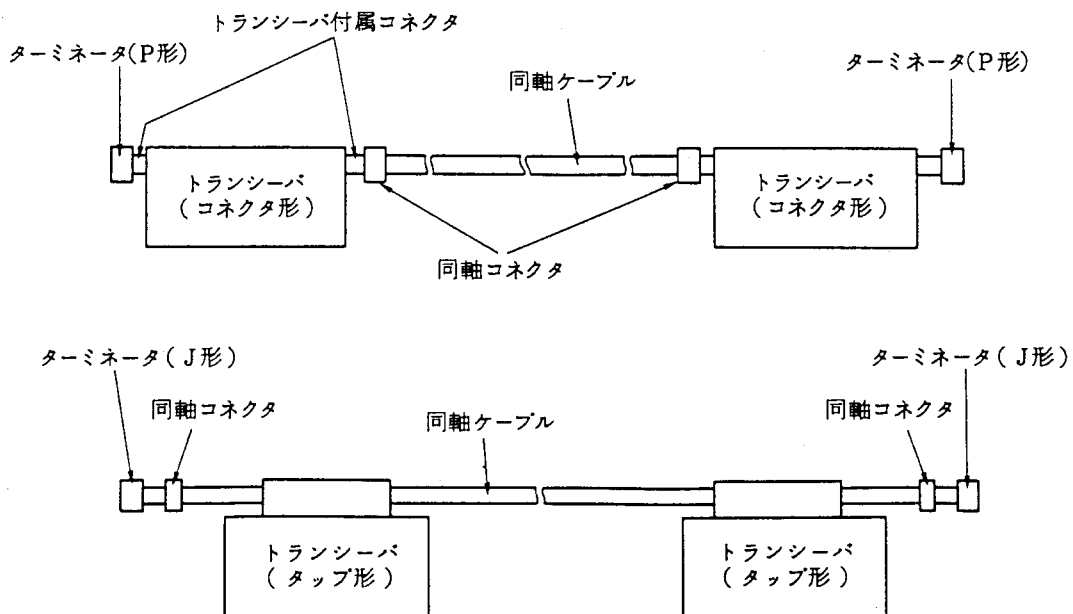 トランシーバ付属コネクタ
ターミネータ(P形)
同軸ケーブル
ターミネータ(P形)
トランシーバ
(コネクタ形)
トランシーバ
(コネクタ形)
同軸コネクタ
ターミネータ(J形)
ターミネータ(J形)
同軸コネクタ
同軸ケーブル
同軸コネクタ
トランシーバ
(タップ形)
トランシーバ
(タップ形)